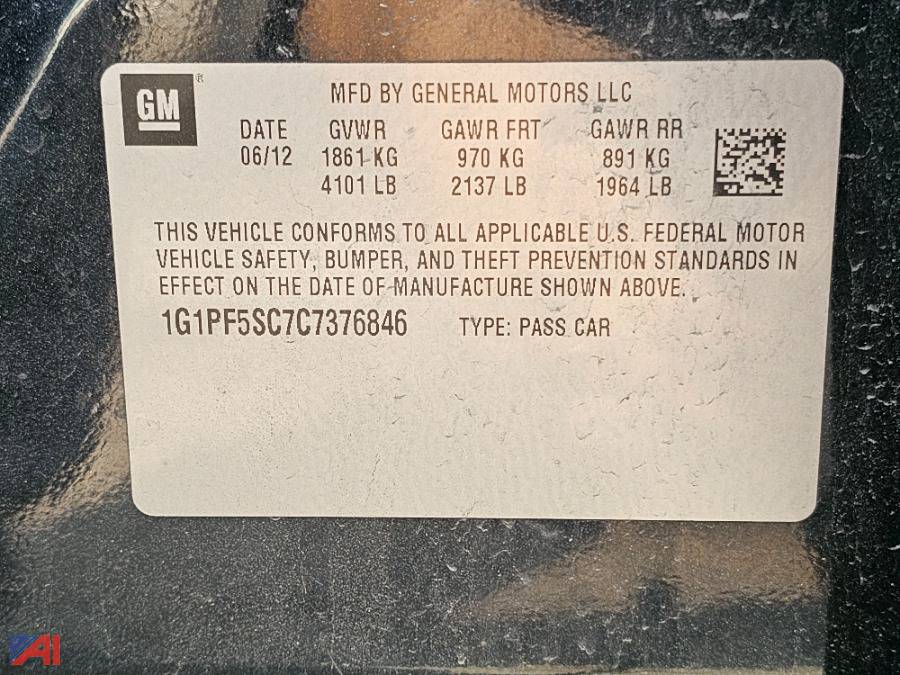 GM®
MFD BY GENERAL MOTORS LLC
DATE GVWR GAWR FRT GAWR RR
06/12 1861 KG 970 KG 891 KG
4101 LB 2137 LB 1964 LB
THIS VEHICLE CONFORMS TO ALL APPLICABLE U.S. FEDERAL MOTOR
VEHICLE SAFETY, BUMPER, AND THEFT PREVENTION STANDARDS IN
EFFECT ON THE DATE OF MANUFACTURE SHOWN ABOVE.
1G1PF5SC7C7376846 TYPE: PASS CAR
AI